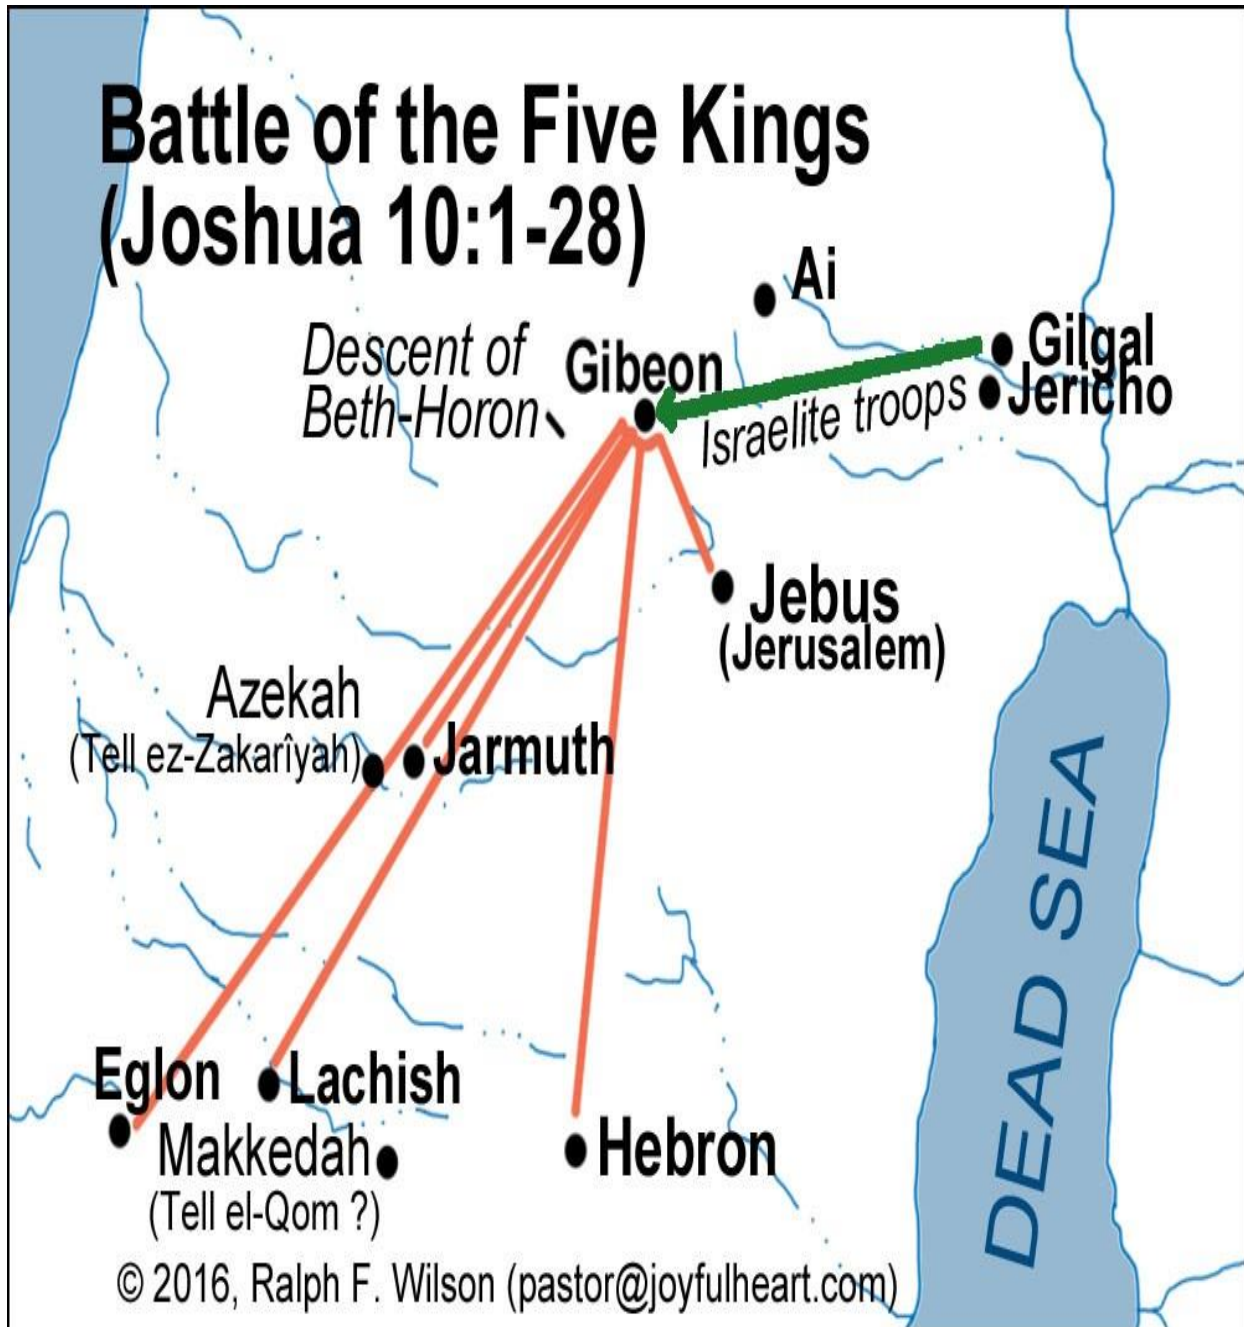 Battle of the Five Kings
(Joshua 10:1-28)
Ai
Descent of
Beth-Horon
Gibeon
Gilgal
Jericho
Israelite troops
Jebus
(Jerusalem)
Azekah
(Tell ez-Zakarîyah)
Jarmuth
DEAD SEA
Eglon
Lachish
Makkedah
(Tell el-Qom ?)
Hebron
© 2016, Ralph F. Wilson (pastor@joyfulheart.com)